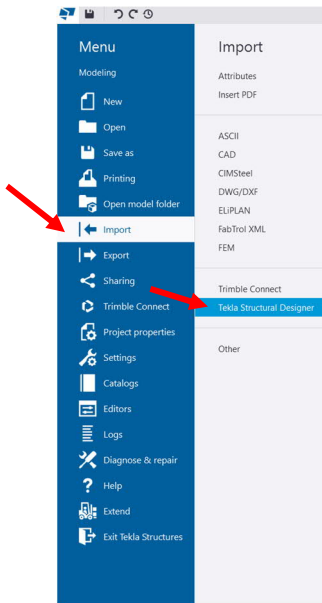 Menu
Modeling
New
Open
Save as
Printing
Open model folder
Import
Export
Sharing
Trimble Connect
Project properties
Settings
Catalogs
Editors
Logs
Diagnose & repair
Help
Extend
Exit Tekla Structures
Import
Attributes
Insert PDF
ASCII
CAD
CIMSteel
DWG/DXF
ELiPLAN
FabTrol XML
FEM
Trimble Connect
Tekla Structural Designer
Other